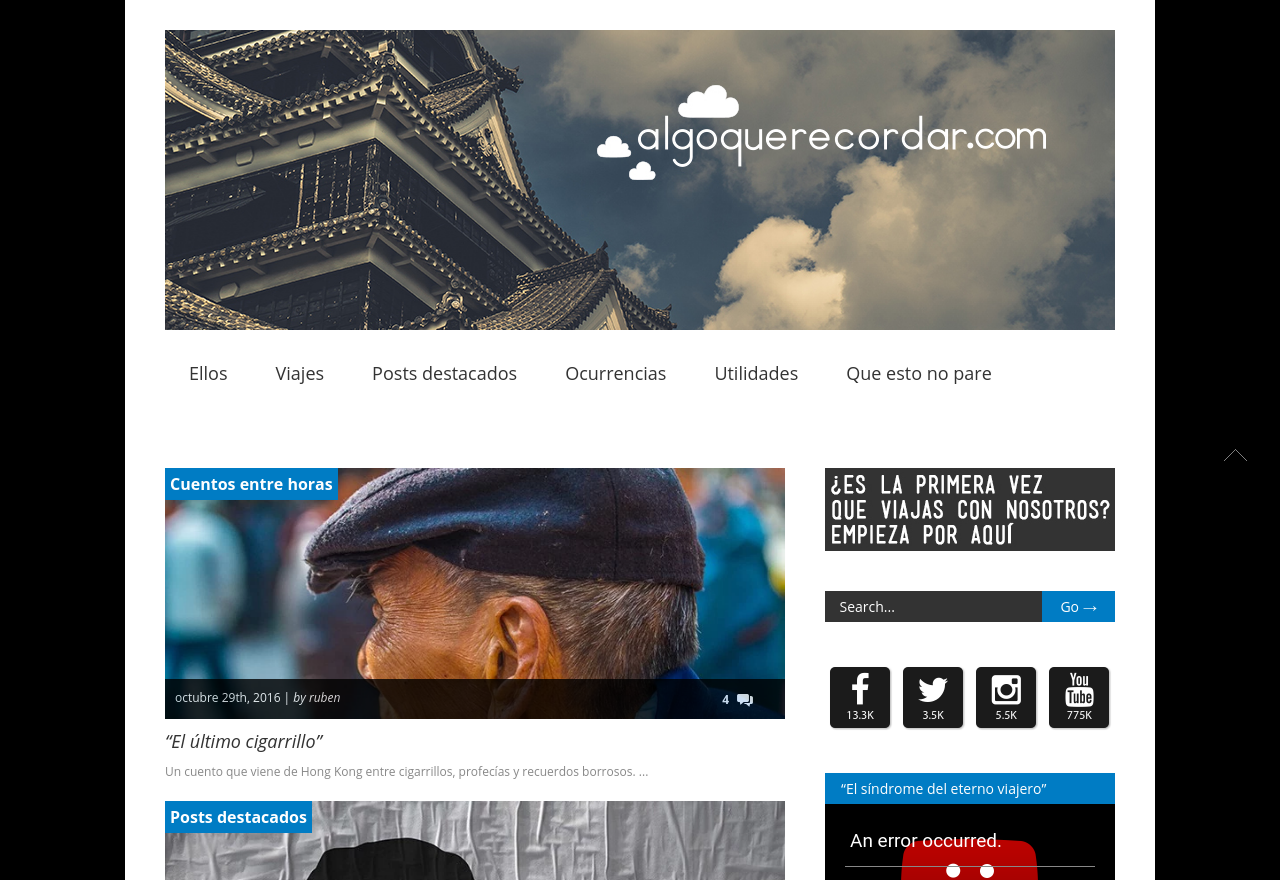 algoquerecordar.com
Ellos
Viajes
Posts destacados
Ocurrencias
Utilidades
Que esto no pare
Cuentos entre horas
octubre 29th, 2016 | by ruben
4
“El último cigarrillo”
Un cuento que viene de Hong Kong entre cigarrillos, profecías y recuerdos borrosos. ...
Posts destacados
¿ES LA PRIMERA VEZ
QUE VIAJAS CON NOSOTROS?
EMPIEZA POR AQUÍ
Search...
Go →
13.3K
3.5K
5.5K
You
Tube
775K
“El síndrome del eterno viajero”
An error occurred.